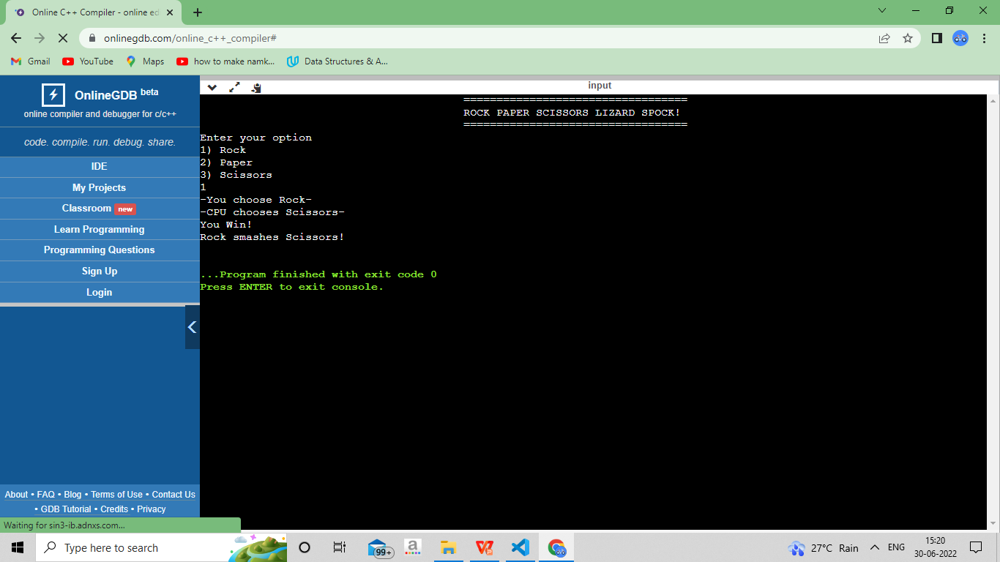 Online C++ Compiler - online ed
onlinegdb.com/online_c++_compiler#
Gmail
YouTube
Maps
how to make namk...
Data Structures & A...
OnlineGDB beta
online compiler and debugger for c/c++
code. compile. run. debug. share.
IDE
My Projects
Classroom new
Learn Programming
Programming Questions
Sign Up
Login
About • FAQ • Blog • Terms of Use • Contact Us
• GDB Tutorial • Credits • Privacy
Waiting for sin3-ib.adnxs.com...
input
==================================
ROCK PAPER SCISSORS LIZARD SPOCK!
==================================
Enter your option
1) Rock
2) Paper
3) Scissors
1
-You choose Rock-
-CPU chooses Scissors-
You Win!
Rock smashes Scissors!
...Program finished with exit code 0
Press ENTER to exit console.
Type here to search
99+
a
27°C Rain
ENG
15:20
30-06-2022